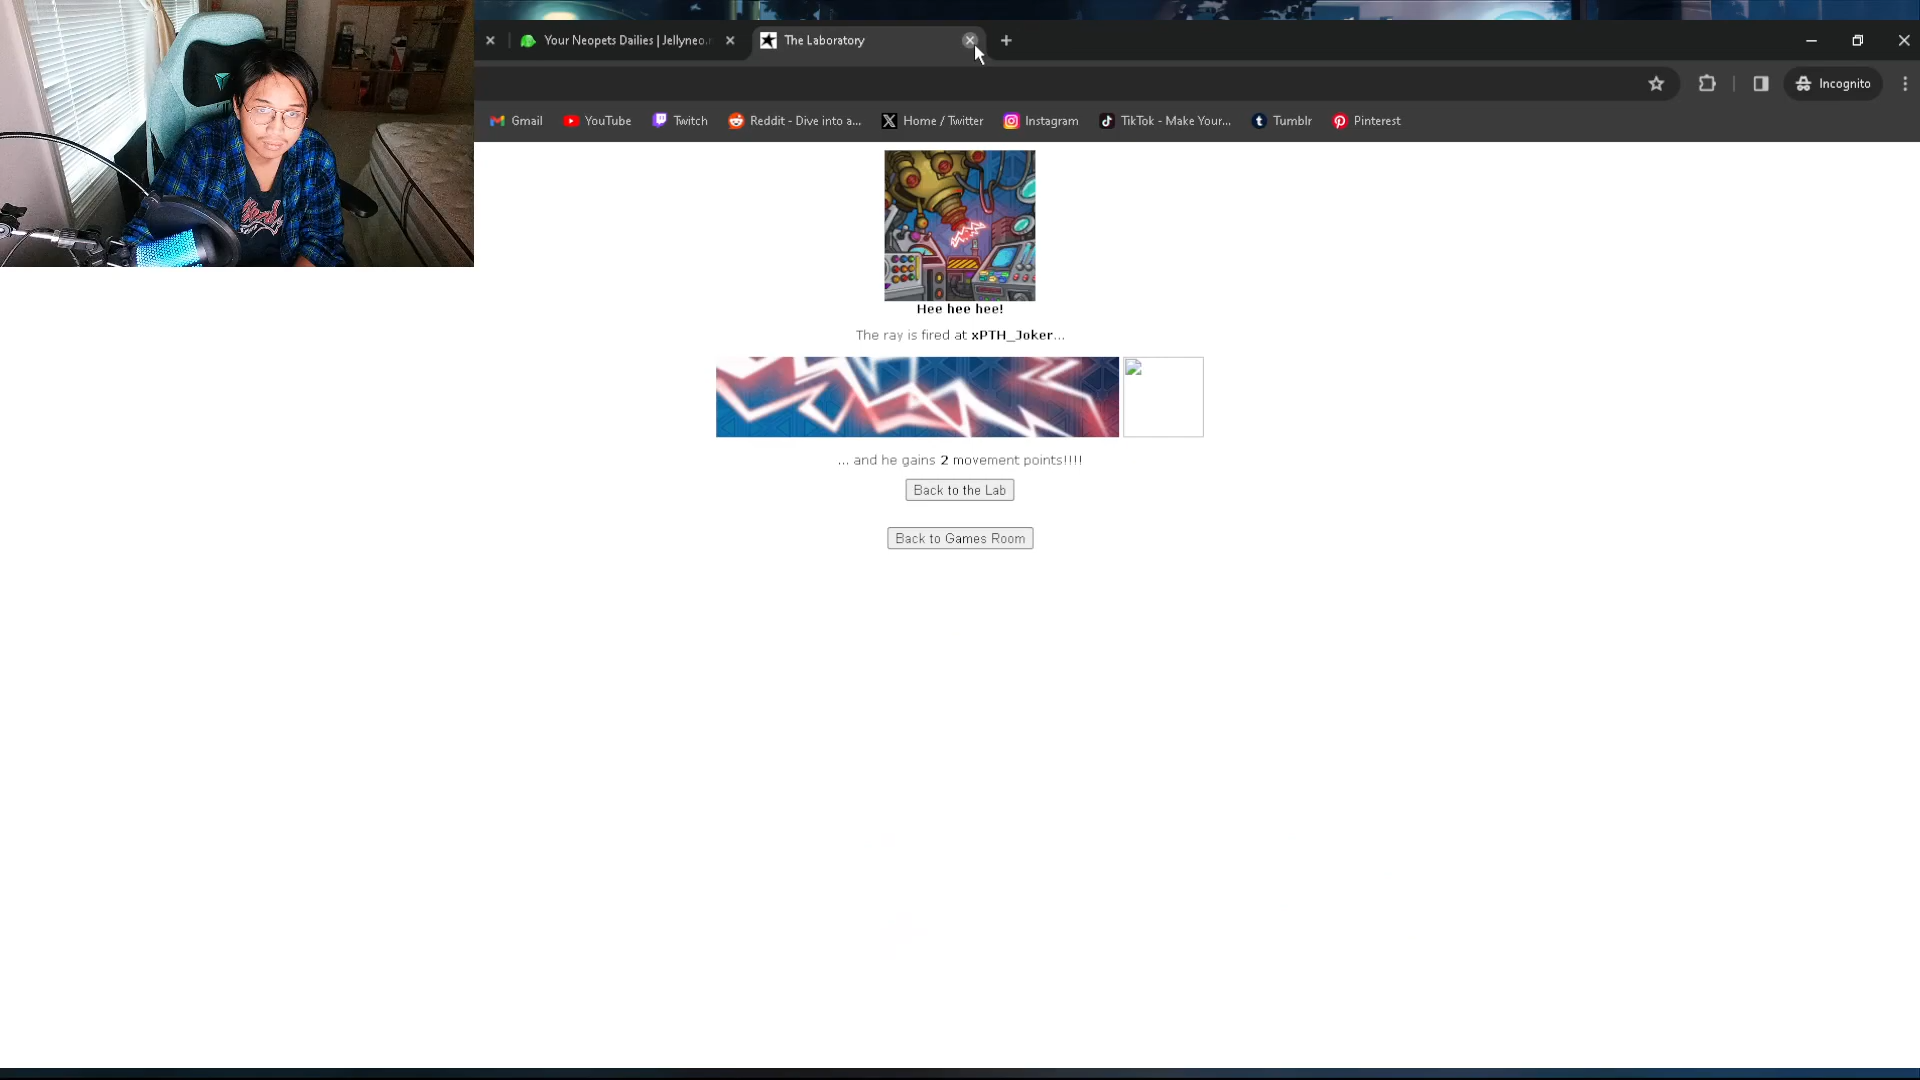 Your Neopets Dailies | Jellyneo.
The Laboratory
Incognito
Gmail
YouTube
Twitch
Reddit - Dive into a...
Home / Twitter
Instagram
TikTok - Make Your...
Tumblr
Pinterest
Hee hee hee!
The ray is fired at xPTH_Joker...
... and he gains 2 movement points!!!!
Back to the Lab
Back to Games Room